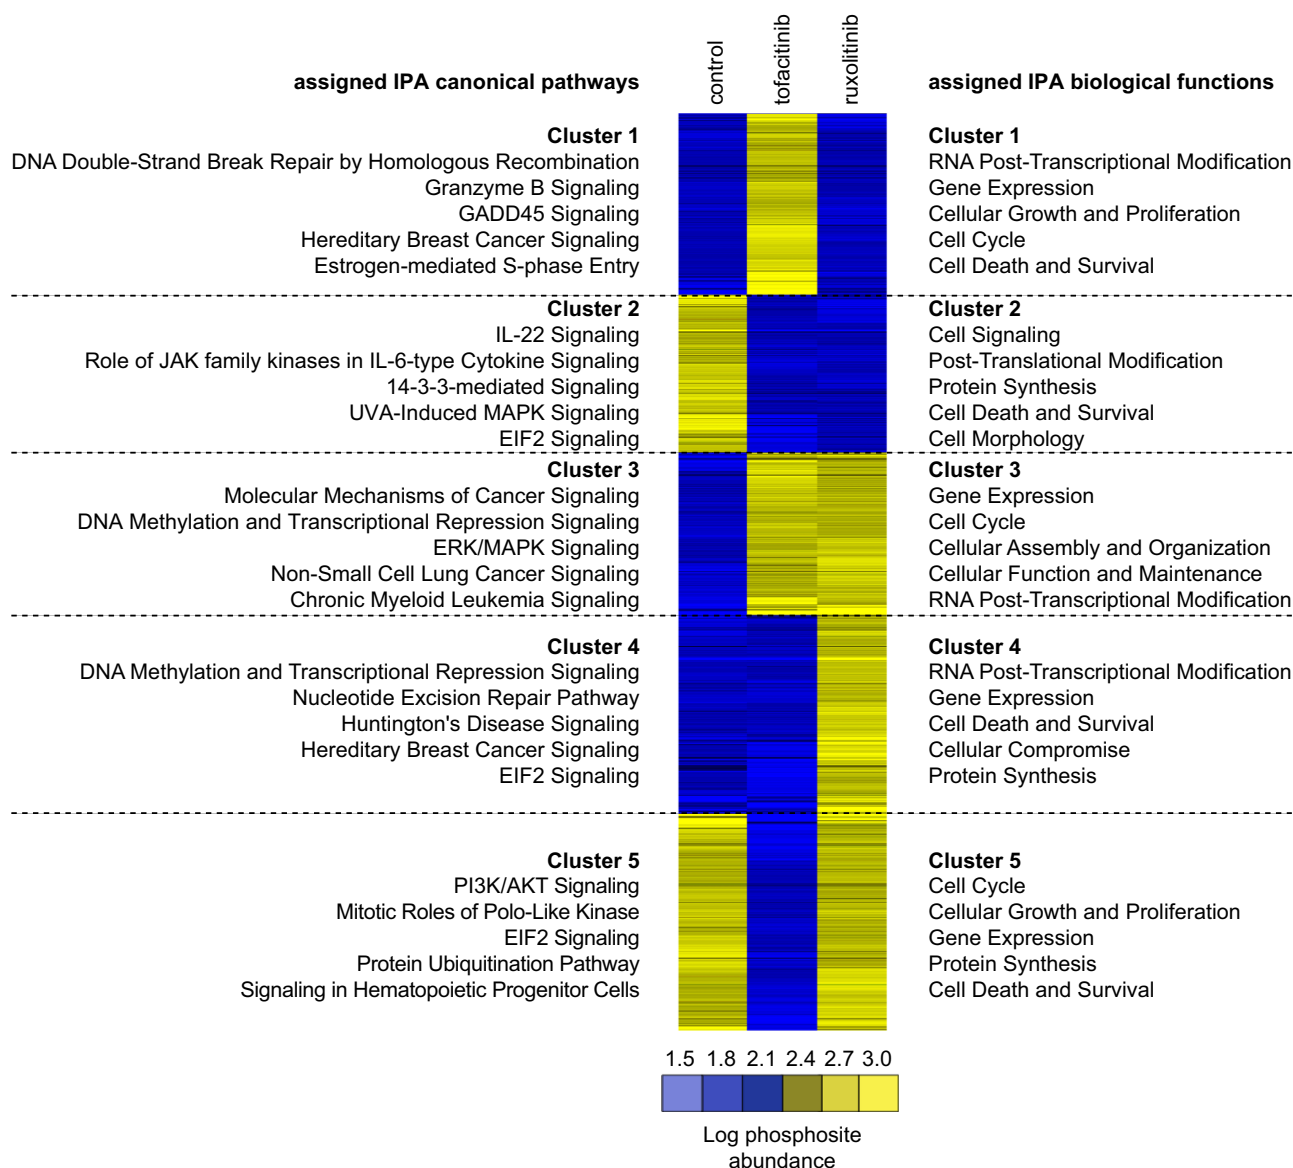 control
tofacitinib
ruxolitinib
assigned IPA canonical pathways
assigned IPA biological functions
Cluster 1
DNA Double-Strand Break Repair by Homologous Recombination
Granzyme B Signaling
GADD45 Signaling
Hereditary Breast Cancer Signaling
Estrogen-mediated S-phase Entry
Cluster 1
RNA Post-Transcriptional Modification
Gene Expression
Cellular Growth and Proliferation
Cell Cycle
Cell Death and Survival
Cluster 2
IL-22 Signaling
Role of JAK family kinases in IL-6-type Cytokine Signaling
14-3-3-mediated Signaling
UVA-Induced MAPK Signaling
EIF2 Signaling
Cluster 2
Cell Signaling
Post-Translational Modification
Protein Synthesis
Cell Death and Survival
Cell Morphology
Cluster 3
Molecular Mechanisms of Cancer Signaling
DNA Methylation and Transcriptional Repression Signaling
ERK/MAPK Signaling
Non-Small Cell Lung Cancer Signaling
Chronic Myeloid Leukemia Signaling
Cluster 3
Gene Expression
Cell Cycle
Cellular Assembly and Organization
Cellular Function and Maintenance
RNA Post-Transcriptional Modification
Cluster 4
DNA Methylation and Transcriptional Repression Signaling
Nucleotide Excision Repair Pathway
Huntington's Disease Signaling
Hereditary Breast Cancer Signaling
EIF2 Signaling
Cluster 4
RNA Post-Transcriptional Modification
Gene Expression
Cell Death and Survival
Cellular Compromise
Protein Synthesis
Cluster 5
PI3K/AKT Signaling
Mitotic Roles of Polo-Like Kinase
EIF2 Signaling
Protein Ubiquitination Pathway
Signaling in Hematopoietic Progenitor Cells
Cluster 5
Cell Cycle
Cellular Growth and Proliferation
Gene Expression
Protein Synthesis
Cell Death and Survival
1.5 1.8 2.1 2.4 2.7 3.0
Log phosphosite
abundance